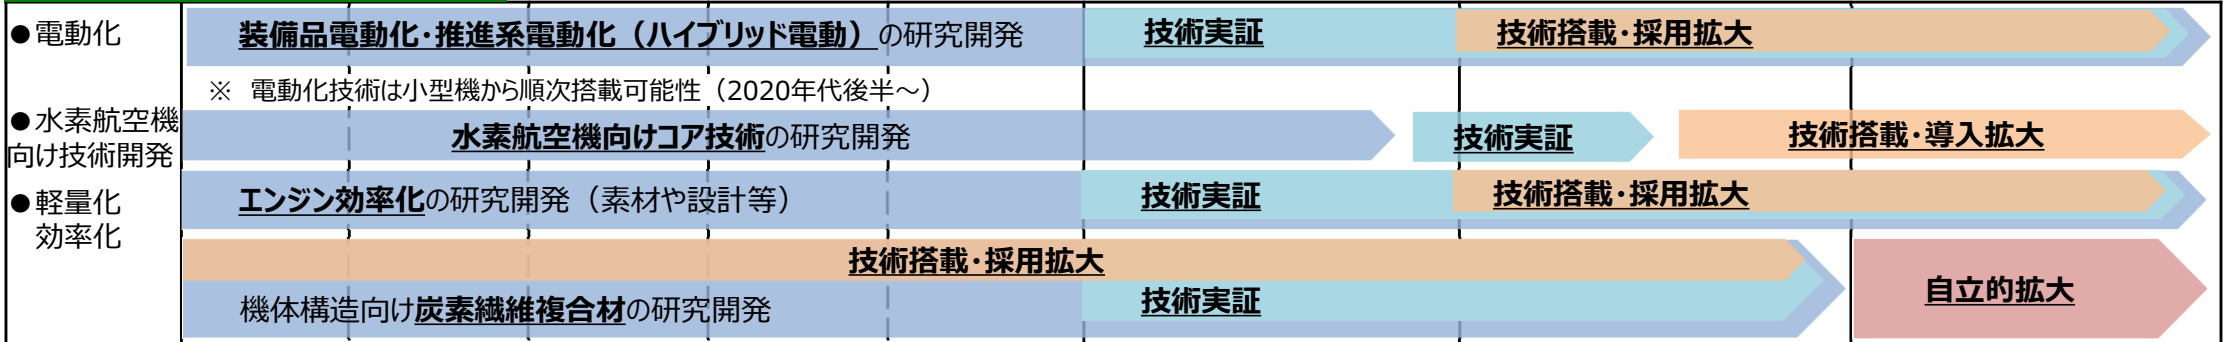 ●電動化
装備品電動化・推進系電動化（ハイブリッド電動）の研究開発
技術実証
技術搭載・採用拡大
※ 電動化技術は小型機から順次搭載可能性（2020年代後半～）
●水素航空機
向け技術開発
水素航空機向けコア技術の研究開発
技術実証
技術搭載・導入拡大
●軽量化
効率化
エンジン効率化の研究開発（素材や設計等）
技術実証
技術搭載・採用拡大
技術搭載・採用拡大
機体構造向け炭素繊維複合材の研究開発
技術実証
自立的拡大